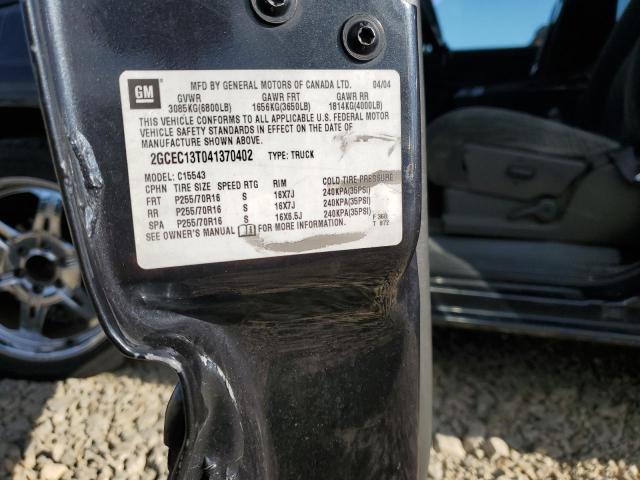 GM
MFD BY GENERAL MOTORS OF CANADA LTD. 04/04
GVWR GAWR FRT GAWR RR
3085KG(6800LB) 1656KG(3650LB) 1814KG(4000LB)
THIS VEHICLE CONFORMS TO ALL APPLICABLE U.S. FEDERAL MOTOR
VEHICLE SAFETY STANDARDS IN EFFECT ON THE DATE OF
MANUFACTURE SHOWN ABOVE.
2GCEC13T041370402 TYPE: TRUCK
MODEL: C15543
CPHN TIRE SIZE SPEED RTG RIM COLD TIRE PRESSURE
FRT P255/70R16 S 16X7J 240KPA(35PSI)
RR P255/70R16 S 16X7J 240KPA(35PSI)
SPA P255/70R16 S 16X6.5J 240KPA(35PSI)
SEE OWNER'S MANUAL FOR MORE INFORMATION.
F 360
T 072